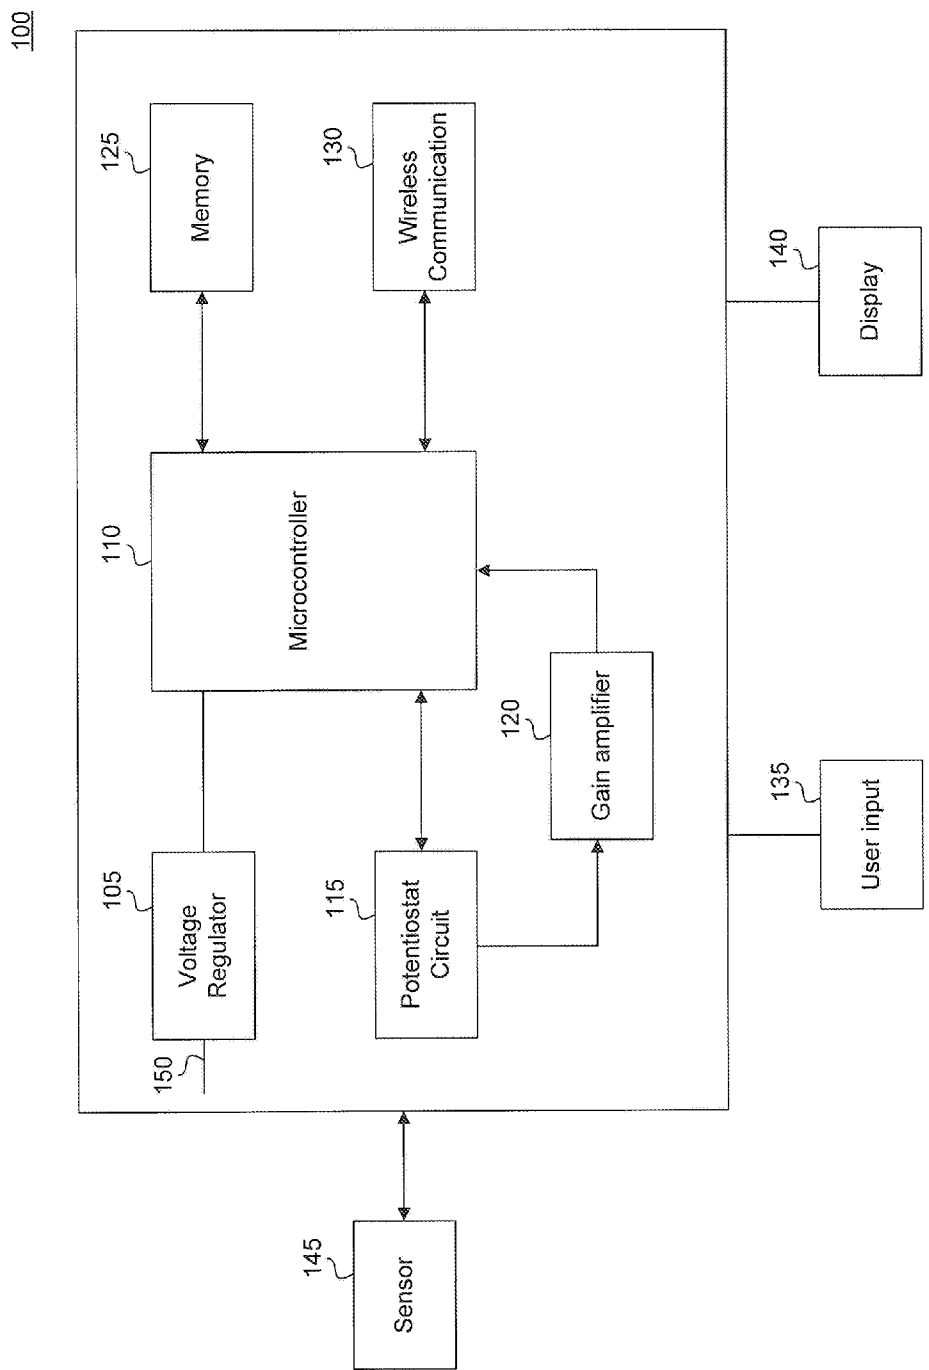 100
125
Memory
130
Wireless
Communication
110
Microcontroller
140
Display
120
Gain amplifier
135
User input
105
Voltage
Regulator
150
115
Potentiostat
Circuit
145
Sensor